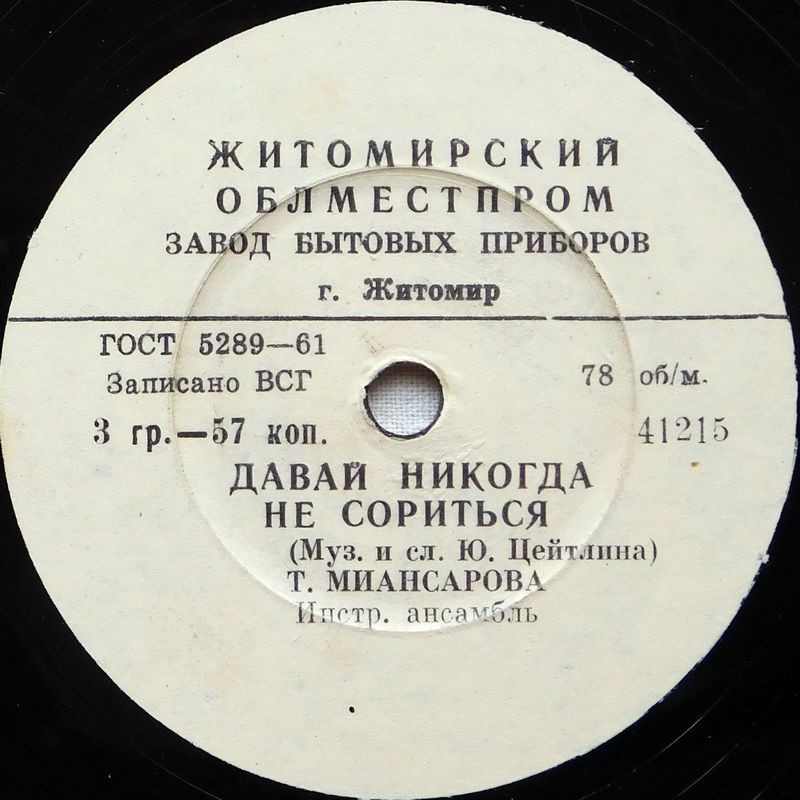 ЖИТОМИРСКИЙ
ОБЛМЕСТПРОМ
ЗАВОД БЫТОВЫХ ПРИБОРОВ
г. Житомир
ГОСТ 5289—61
Записано ВСГ
78 об/м.
3 гр.—57 коп.
41215
ДАВАЙ НИКОГДА
НЕ СОРИТЬСЯ
(Муз. и сл. Ю. Цейтлина)
Т. МИАНСАРОВА
Инстр. ансамбль